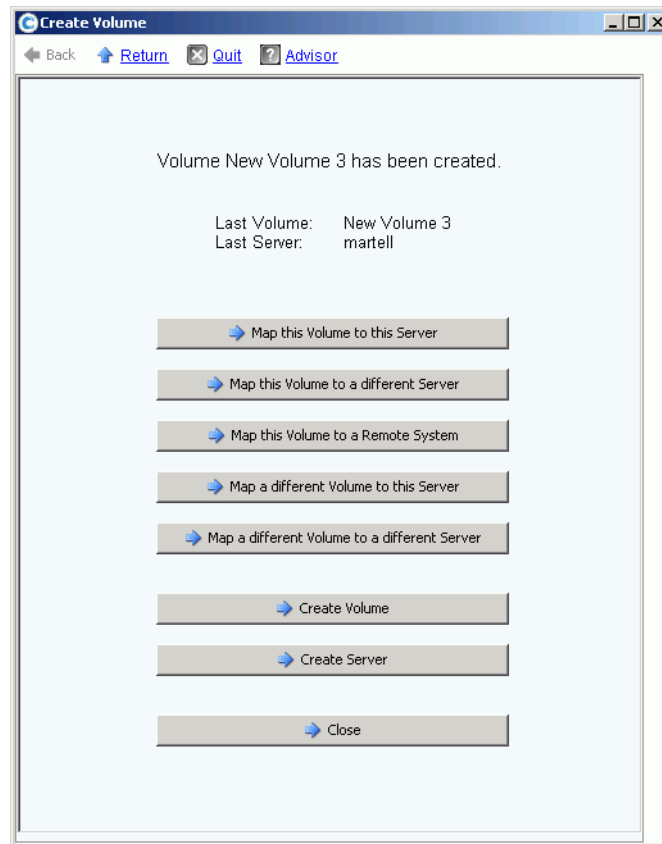 Create Volume
Back Return Quit Advisor
Volume New Volume 3 has been created.
Last Volume: New Volume 3
Last Server: martell
Map this Volume to this Server
Map this Volume to a different Server
Map this Volume to a Remote System
Map a different Volume to this Server
Map a different Volume to a different Server
Create Volume
Create Server
Close